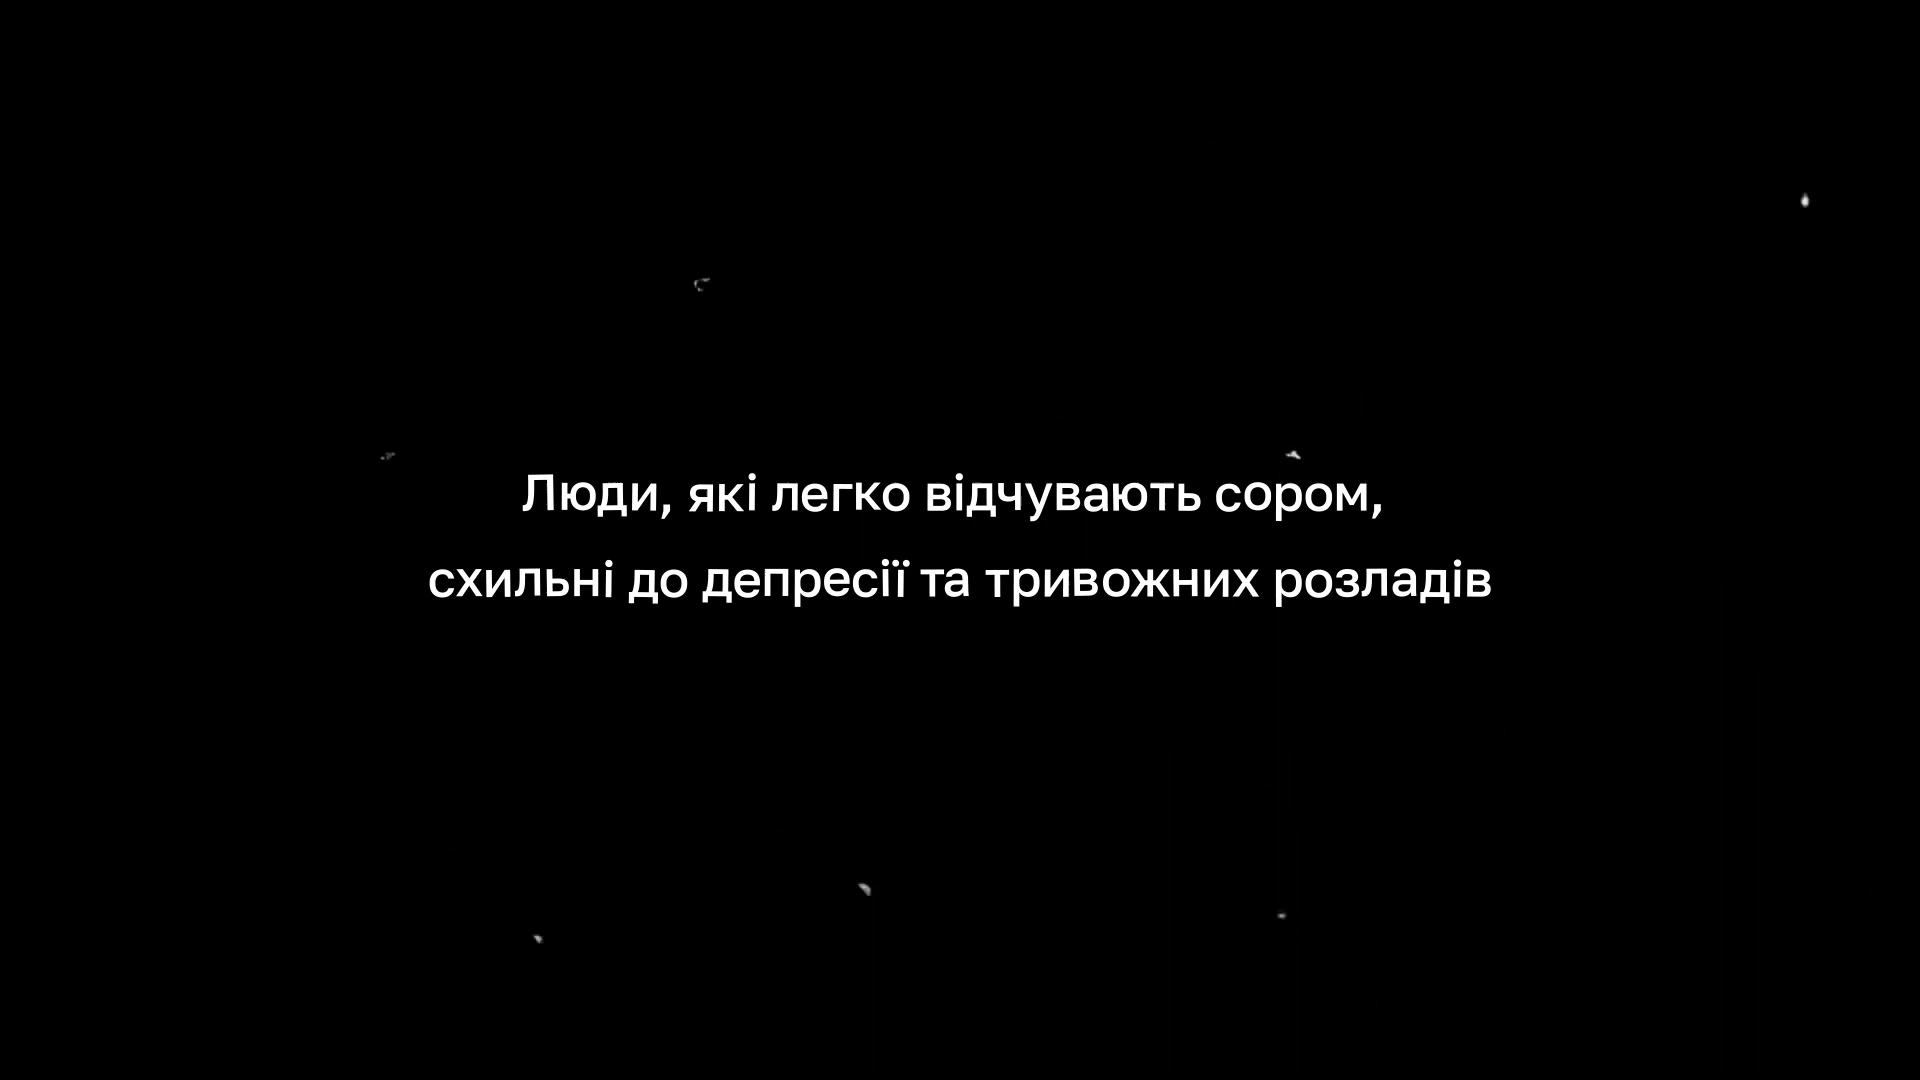 Люди, які легко відчувають сором,
схильні до депресії та тривожних розладів